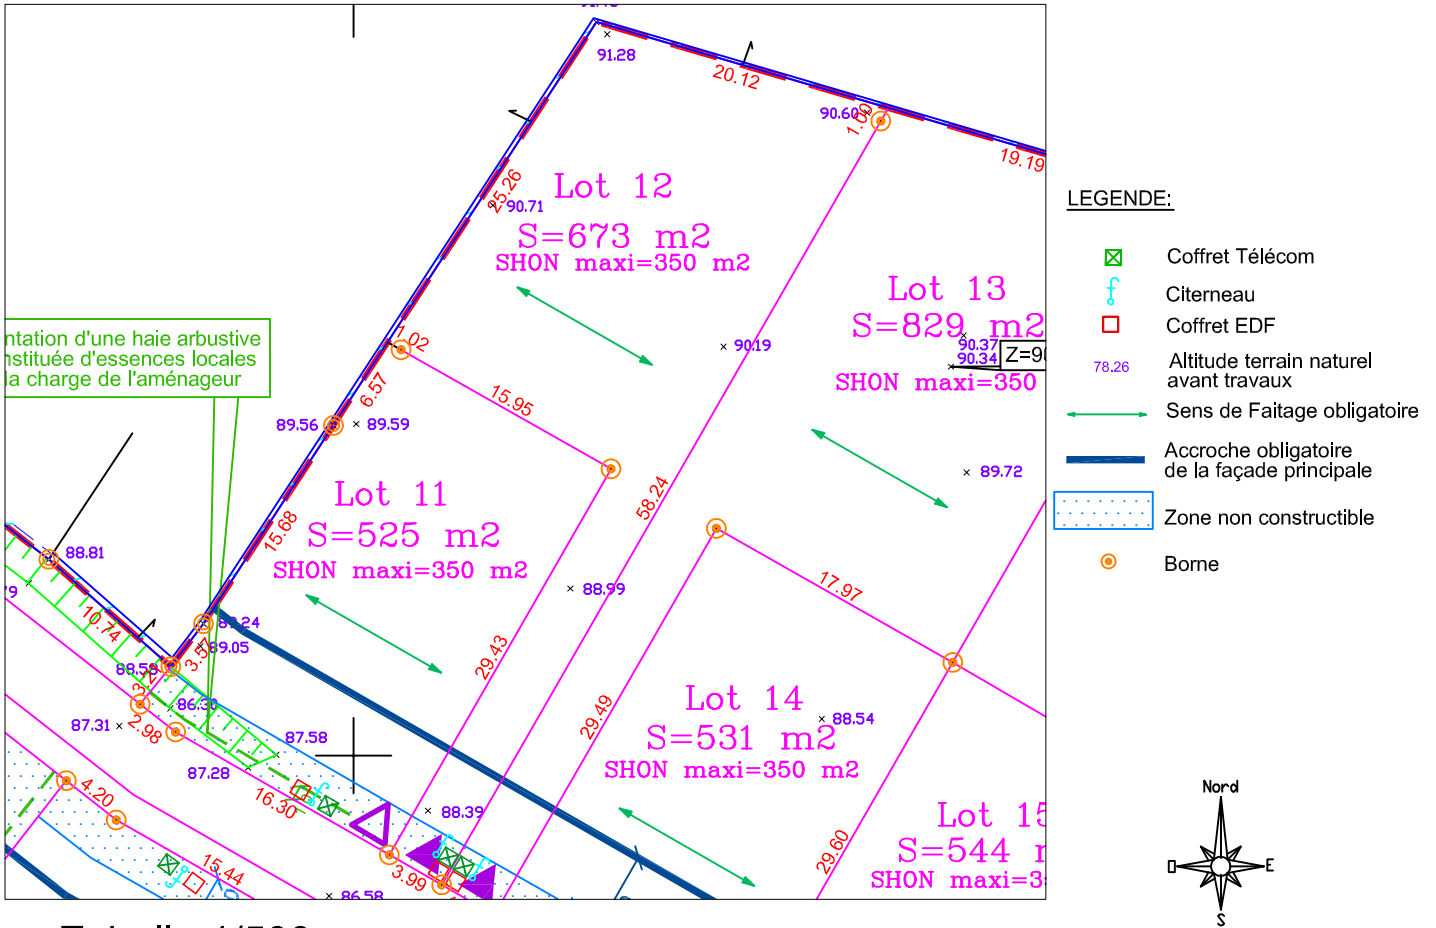 91.28
20.12
90.60
1.00
19.19
Lot 12
25.26
90.71
S=673 m2
SHON maxi=350 m2
LEGENDE:
Coffret Télécom
Citerneau
Coffret EDF
78.26
Altitude terrain naturel
avant travaux
Sens de Faitage obligatoire
Accroche obligatoire
de la façade principale
Zone non constructible
Borne
Lot 13
S=829 m2
90.37
90.34
Z=90
SHON maxi=350
90.19
ntation d'une haie arbustive
nstituée d'essences locales
la charge de l'aménageur
1.02
6.57
15.95
89.56
89.59
89.72
58.24
Lot 11
S=525 m2
SHON maxi=350 m2
15.68
88.81
88.99
17.97
79
10.74
89.24
89.05
3.57
88.59
29.43
29.49
86.30
87.31
2.98
87.58
87.28
Lot 14
S=531 m2
88.54
SHON maxi=350 m2
16.30
4.20
88.39
Lot 15
S=544
SHON maxi=3
29.60
15.44
3.99
86.58
Nord
O
E
S